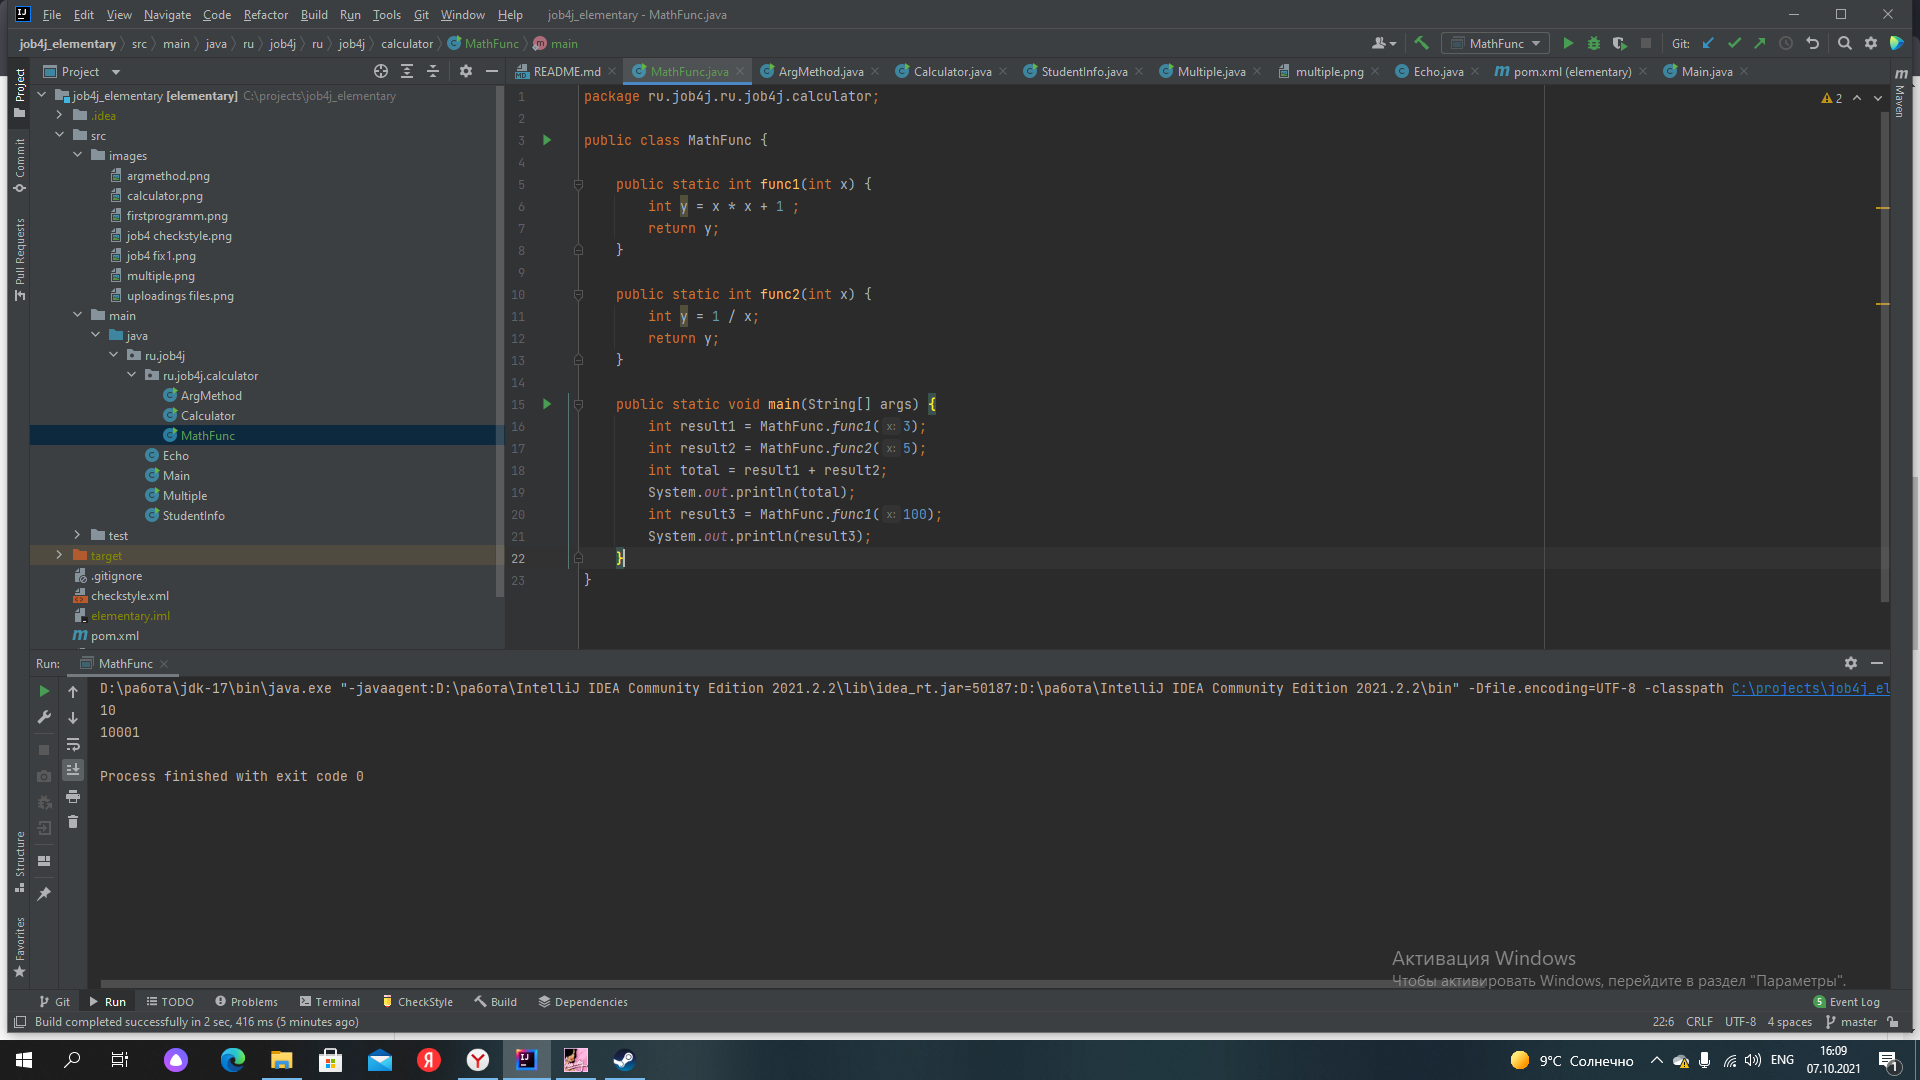 File Edit View Navigate Code Refactor Build Run Tools Git Window Help job4j_elementary - MathFunc.java
job4j_elementary src main java ru job4j ru job4j calculator MathFunc main MathFunc Git:
Project
README.md MathFunc.java ArgMethod.java Calculator.java StudentInfo.java Multiple.java multiple.png Echo.java pom.xml (elementary) Main.java
job4j_elementary [elementary] C:\projects\job4j_elementary
.idea
src
images
argmethod.png
calculator.png
firstprogramm.png
job4 checkstyle.png
job4 fix1.png
multiple.png
uploadings files.png
main
java
ru.job4j
ru.job4j.calculator
ArgMethod
Calculator
MathFunc
Echo
Main
Multiple
StudentInfo
test
target
.gitignore
checkstyle.xml
elementary.iml
pom.xml
Project
Commit
Pull Requests
Structure
Favorites
Maven
2
1 package ru.job4j.ru.job4j.calculator;
2
3 public class MathFunc {
4
5 public static int func1(int x) {
6 int y = x * x + 1 ;
7 return y;
8 }
9
10 public static int func2(int x) {
11 int y = 1 / x;
12 return y;
13 }
14
15 public static void main(String[] args) {
16 int result1 = MathFunc.func1( x: 3);
17 int result2 = MathFunc.func2( x: 5);
18 int total = result1 + result2;
19 System.out.println(total);
20 int result3 = MathFunc.func1( x: 100);
21 System.out.println(result3);
22 }
23 }
Run: MathFunc
D:\работа\jdk-17\bin\java.exe "-javaagent:D:\работа\IntelliJ IDEA Community Edition 2021.2.2\lib\idea_rt.jar=50187:D:\работа\IntelliJ IDEA Community Edition 2021.2.2\bin" -Dfile.encoding=UTF-8 -classpath C:\projects\job4j_el
10
10001
Process finished with exit code 0
Активация Windows
Чтобы активировать Windows, перейдите в раздел "Параметры".
Git Run TODO Problems Terminal CheckStyle Build Dependencies 5 Event Log
Build completed successfully in 2 sec, 416 ms (5 minutes ago) 22:6 CRLF UTF-8 4 spaces master
9°C Солнечно ENG 16:09
07.10.2021
1